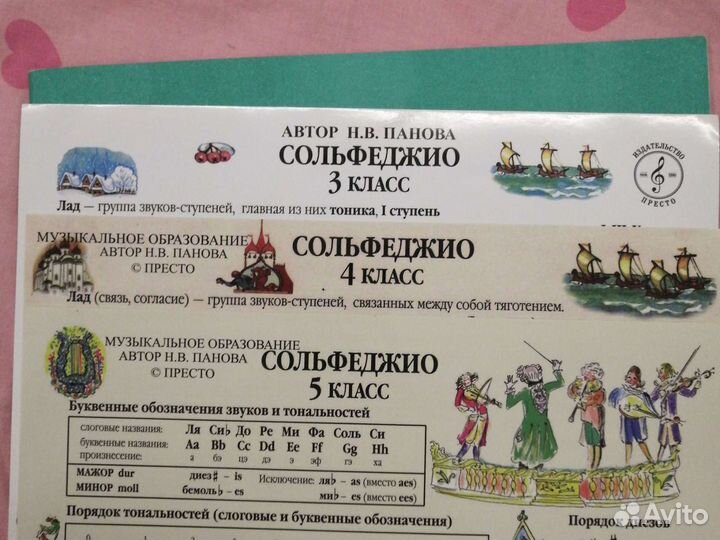 АВТОР Н.В. ПАНОВА
СОЛЬФЕДЖИО
3 КЛАСС
ИЗДАТЕЛЬСТВО
ПРЕСТО
Лад — группа звуков-ступеней, главная из них тоника, I ступень
МУЗЫКАЛЬНОЕ ОБРАЗОВАНИЕ
АВТОР Н.В. ПАНОВА
© ПРЕСТО
СОЛЬФЕДЖИО
4 КЛАСС
Лад (связь, согласие) — группа звуков-ступеней, связанных между собой тяготением.
МУЗЫКАЛЬНОЕ ОБРАЗОВАНИЕ
АВТОР Н.В. ПАНОВА
© ПРЕСТО
СОЛЬФЕДЖИО
5 КЛАСС
Буквенные обозначения звуков и тональностей
слоговые названия: Ля Си♭ До Ре Ми Фа Соль Си
буквенные названия: Aa Bb Cc Dd Ee Ff Gg Hh
произнесение: а бэ цэ дэ э эф гэ ха
МАЖОР dur диез♯ – is Исключение: ля♭ – as (вместо aes)
МИНОР moll бемоль♭ – es ми♭ – es (вместо ees)
Порядок тональностей (слоговые и буквенные обозначения)
Порядок диезов
Avito